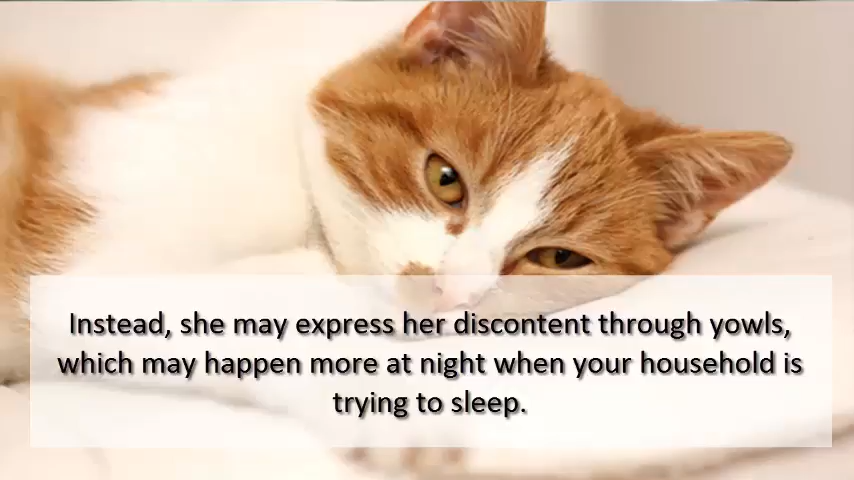 Instead, she may express her discontent through yowls,
which may happen more at night when your household is
trying to sleep.